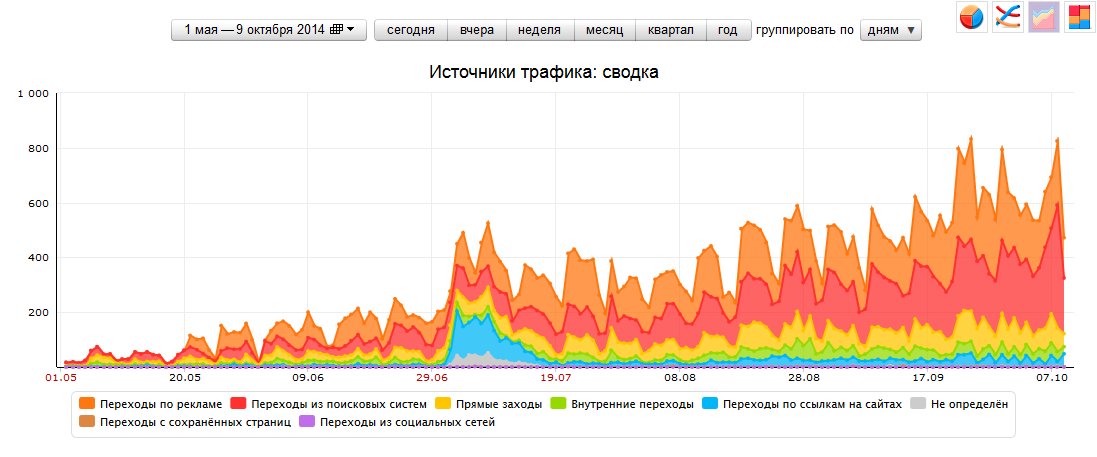 1 мая — 9 октября 2014 сегодня вчера неделя месяц квартал год группировать по дням
Источники трафика: сводка
1 000
800
600
400
200
01.05 20.05 09.06 29.06 19.07 08.08 28.08 17.09 07.10
Переходы по рекламе Переходы из поисковых систем Прямые заходы Внутренние переходы Переходы по ссылкам на сайтах Не определён
Переходы с сохранённых страниц Переходы из социальных сетей